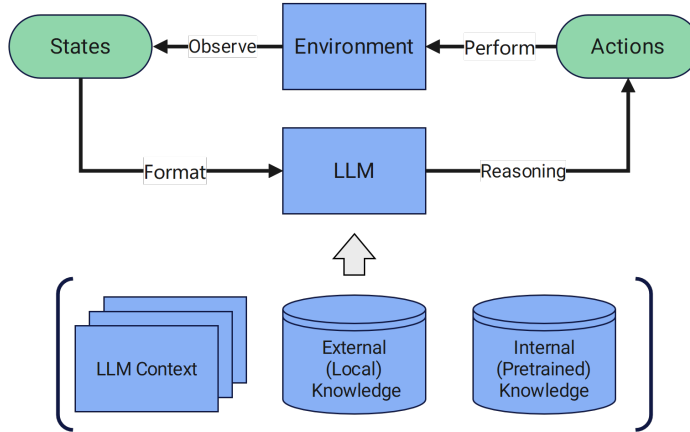 States
Observe
Environment
Perform
Actions
Format
LLM
Reasoning
LLM Context
External
(Local)
Knowledge
Internal
(Pretrained)
Knowledge